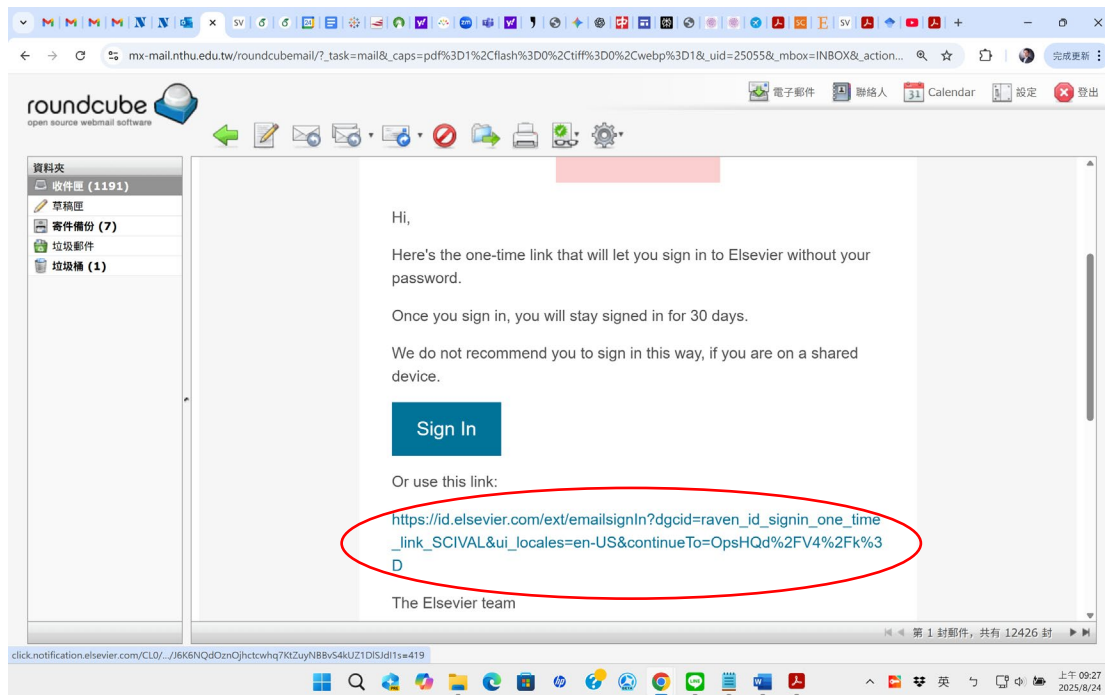 SV
SV
mx-mail.nthu.edu.tw/roundcubemail/?_task=mail&_caps=pdf%3D1%2Cflash%3D0%2Ctiff%3D0%2Cwebp%3D1&_uid=25055&_mbox=INBOX&_action...
完成更新
roundcube
open source webmail software
電子郵件 聯絡人 31 Calendar 設定 登出
資料夾
收件匣 (1191)
草稿匣
寄件備份 (7)
垃圾郵件
垃圾桶 (1)
Hi,
Here's the one-time link that will let you sign in to Elsevier without your
password.
Once you sign in, you will stay signed in for 30 days.
We do not recommend you to sign in this way, if you are on a shared
device.
Sign In
Or use this link:
https://id.elsevier.com/ext/emailsignIn?dgcid=raven_id_signin_one_time
_link_SCIVAL&ui_locales=en-US&continueTo=OpsHQd%2FV4%2Fk%3
D
The Elsevier team
第 1 封郵件，共有 12426 封
click.notification.elsevier.com/CL0/.../J6K6NQdOznOjhctcwhq7KtZuyNBBvS4kUZ1DlSJdI1s=419
英 ㄅ 上午 09:27
2025/8/24